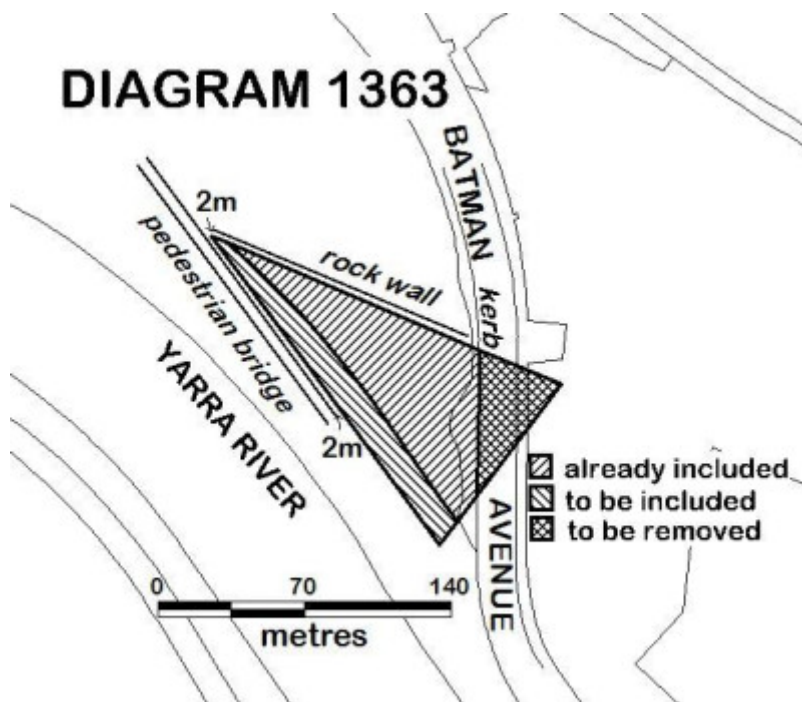 DIAGRAM 1363
BATMAN
2m
pedestrian bridge
rock wall
kerb
YARRA RIVER
2m
already included
to be included
to be removed
AVENUE
0 70 140
metres